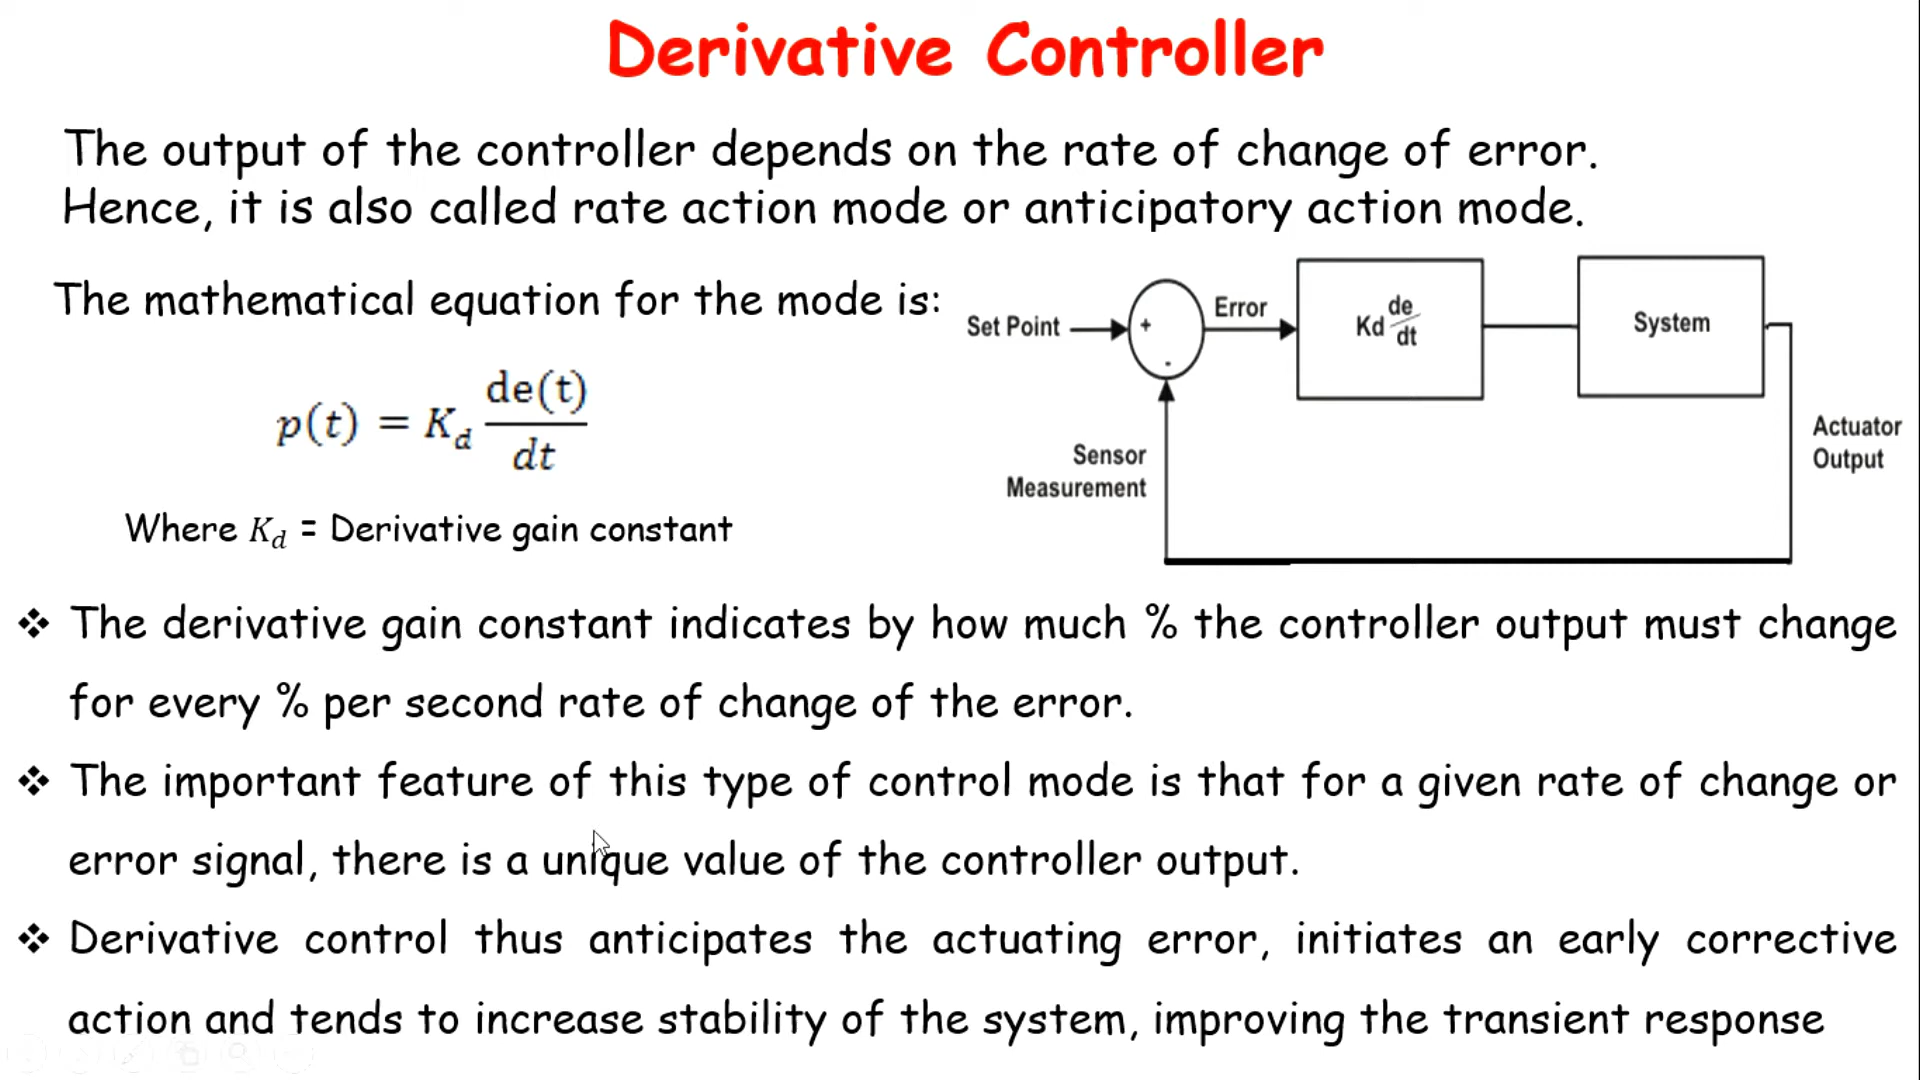 Derivative Controller
The output of the controller depends on the rate of change of error.
Hence, it is also called rate action mode or anticipatory action mode.
The mathematical equation for the mode is:
p(t) = K_d de(t)/dt
Where K_d = Derivative gain constant
Set Point
+
-
Error
Kd de/dt
System
Sensor
Measurement
Actuator
Output
❖ The derivative gain constant indicates by how much % the controller output must change
for every % per second rate of change of the error.
❖ The important feature of this type of control mode is that for a given rate of change or
error signal, there is a unique value of the controller output.
❖ Derivative control thus anticipates the actuating error, initiates an early corrective
action and tends to increase stability of the system, improving the transient response